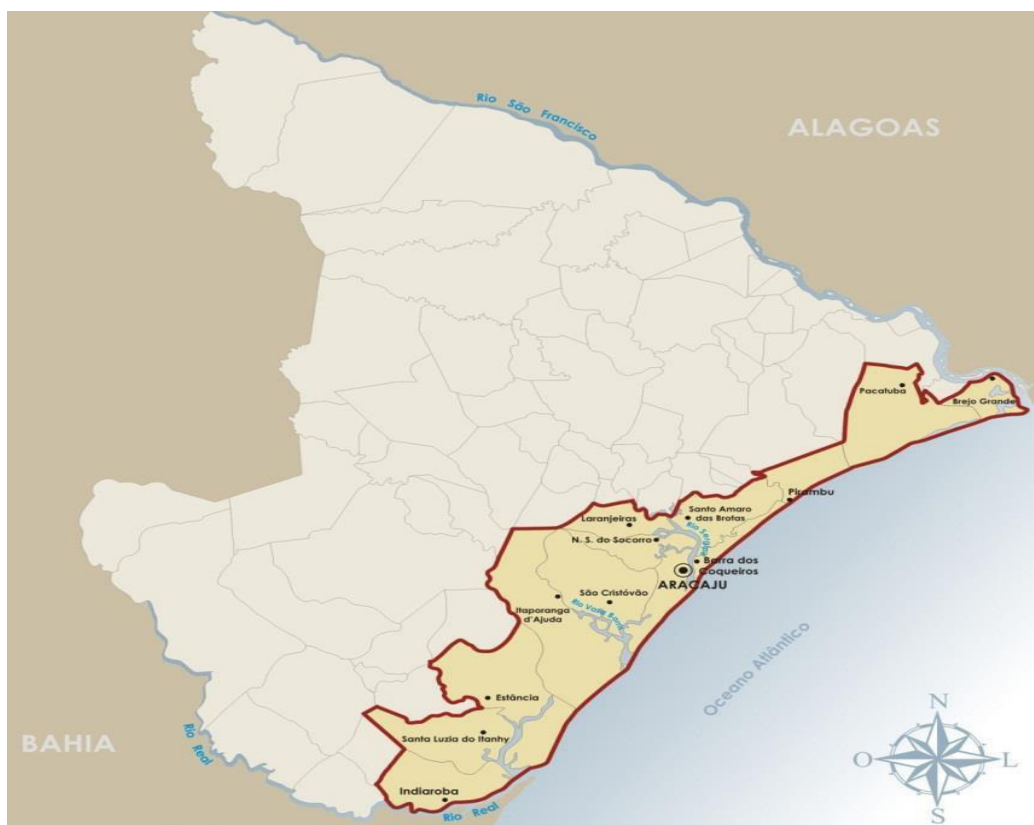 Rio São Francisco
ALAGOAS
Pacatuba
Brejo Grande
Pirambu
Santo Amaro
das Brotas
Laranjeiras
Rio Sergipe
N. S. do Socorro
Barra dos
Coqueiros
ARACAJU
São Cristóvão
Itaporanga
d'Ajuda
Rio Vaza Barris
Oceano Atlântico
Estância
Santa Luzia do Itanhy
BAHIA
Rio Real
Indiaroba
Rio Real
N
O
L
S